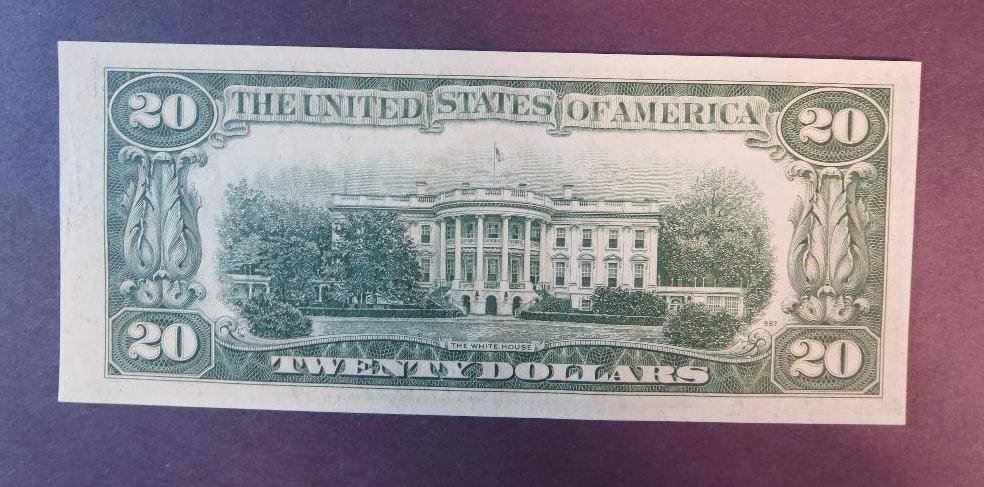 20 THE UNITED STATES OF AMERICA 20
987
THE WHITE HOUSE
20 TWENTY DOLLARS 20